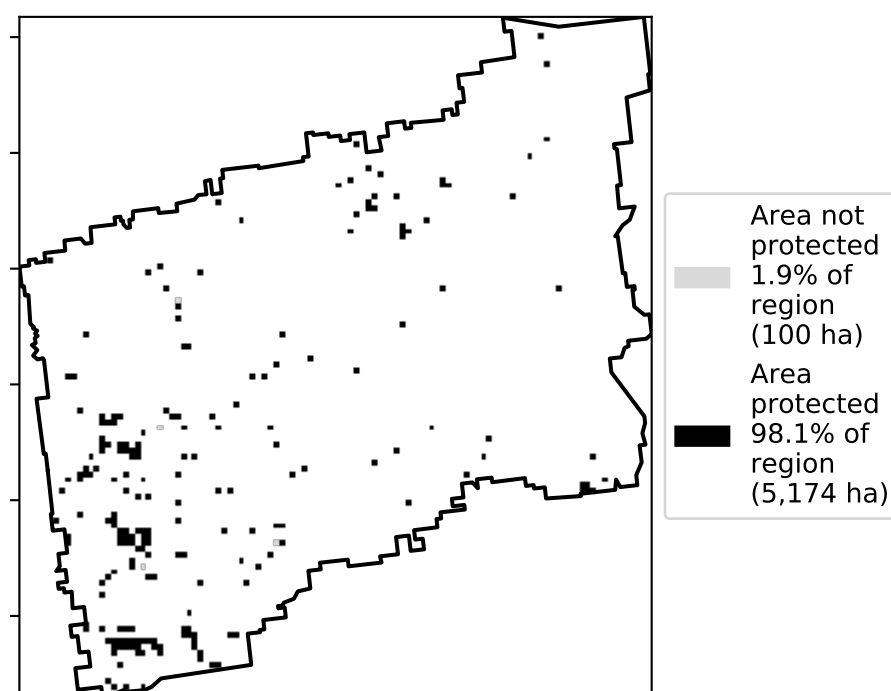 Area not
protected
1.9% of
region
(100 ha)
Area
protected
98.1% of
region
(5,174 ha)